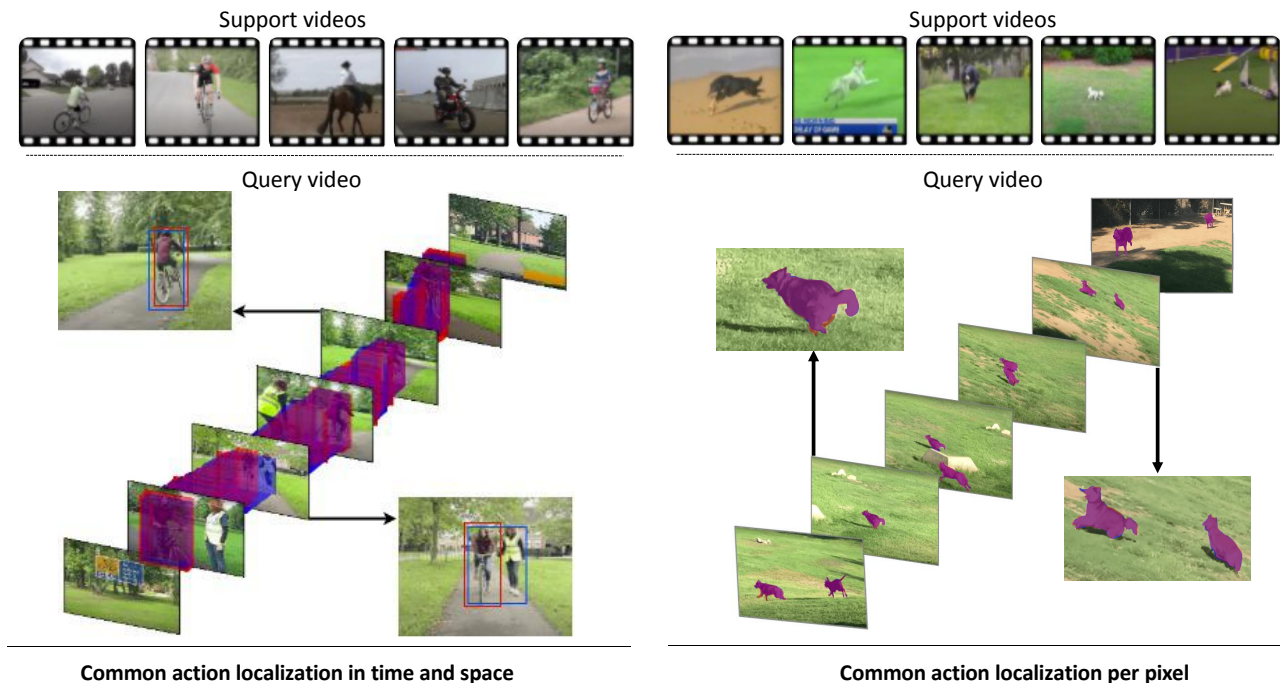 Support videos
Query video
Common action localization in time and space
Support videos
Query video
Common action localization per pixel